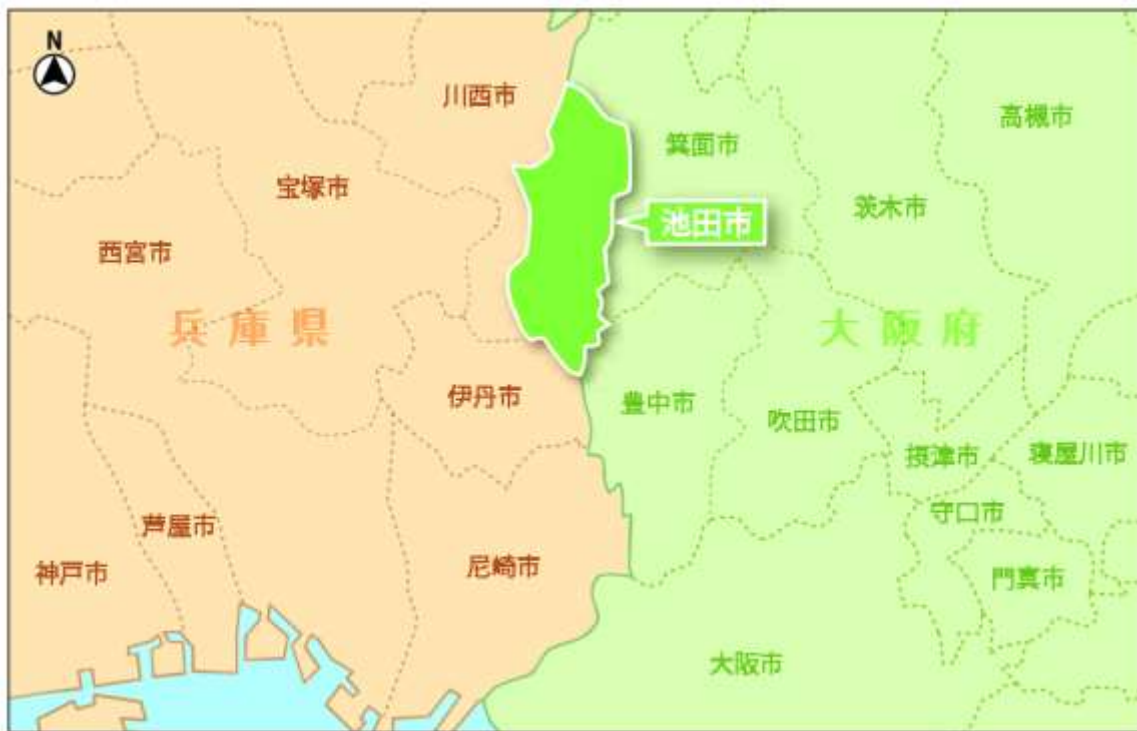 N
川西市
高槻市
箕面市
宝塚市
茨木市
池田市
西宮市
兵庫県
大阪府
伊丹市
豊中市
吹田市
摂津市
寝屋川市
守口市
芦屋市
尼崎市
神戸市
門真市
大阪市